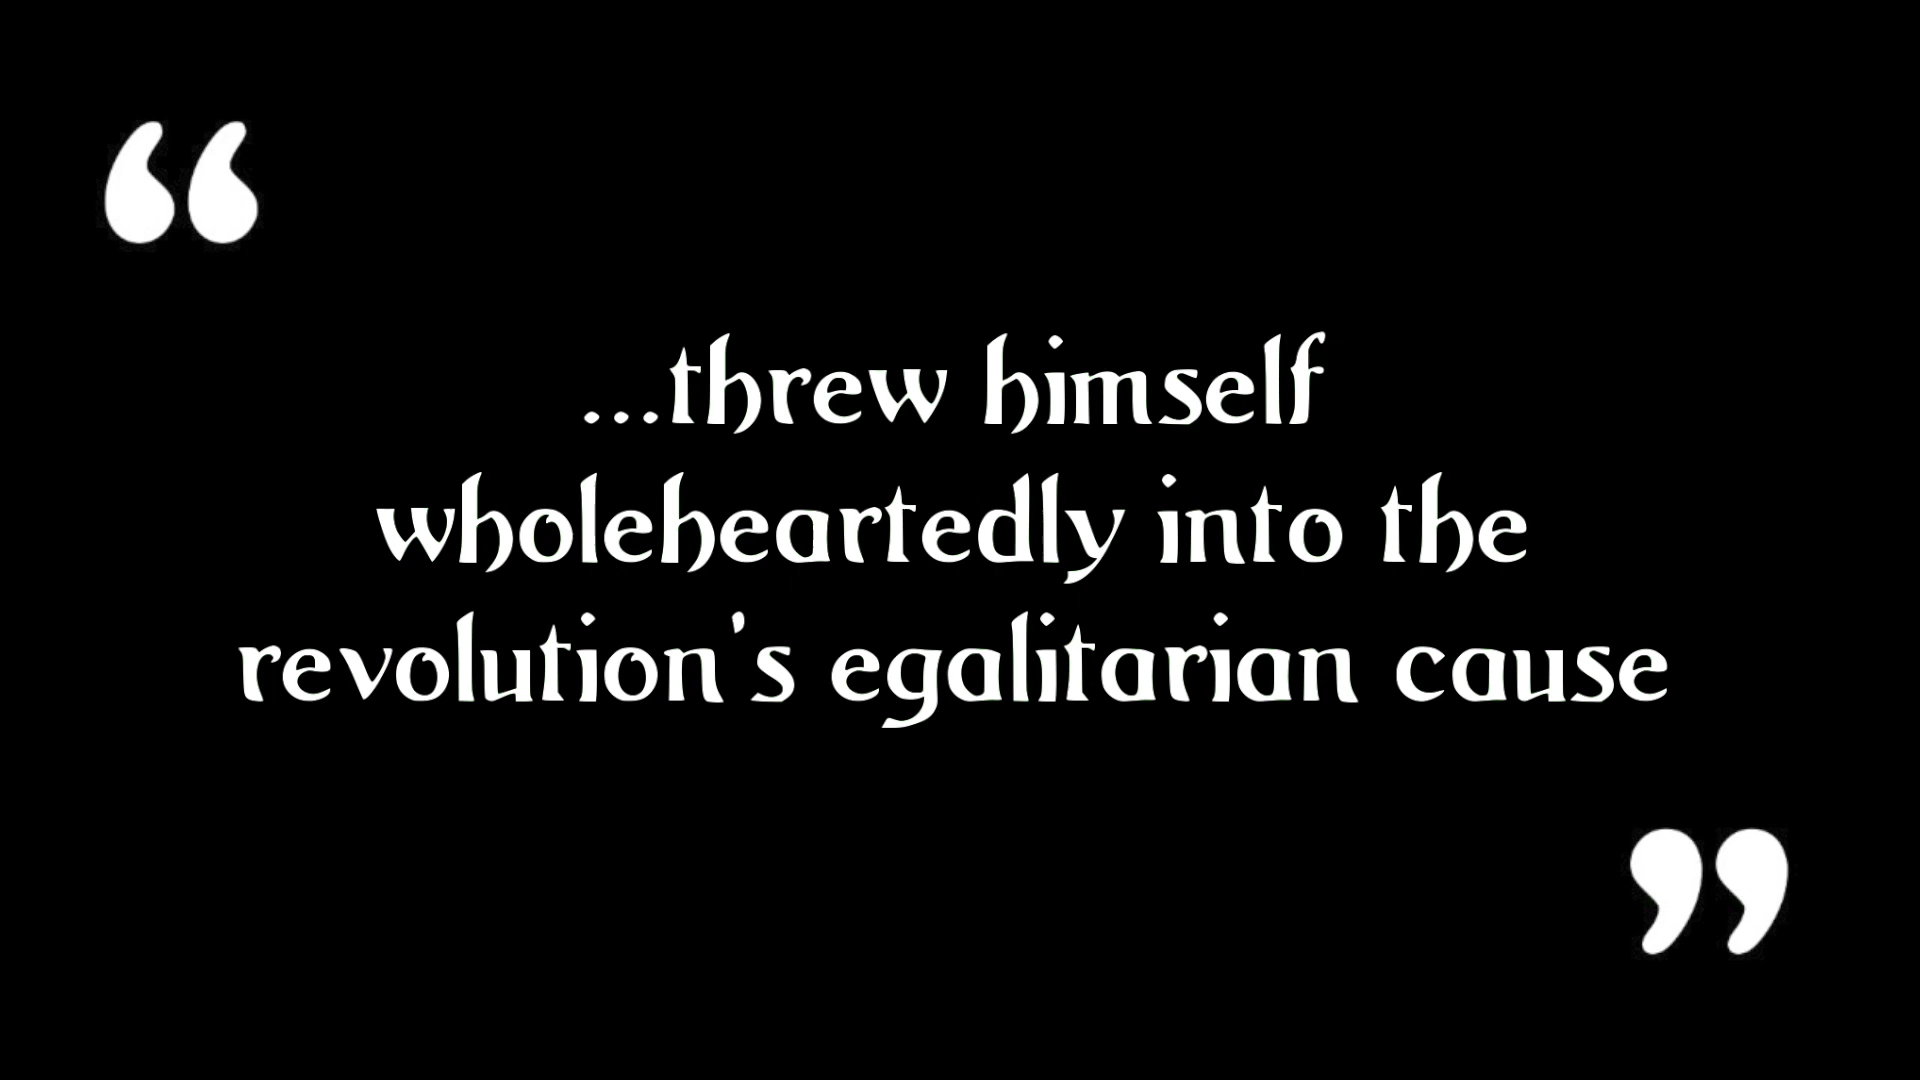 “
...threw himself
wholeheartedly into the
revolution's egalitarian cause
”